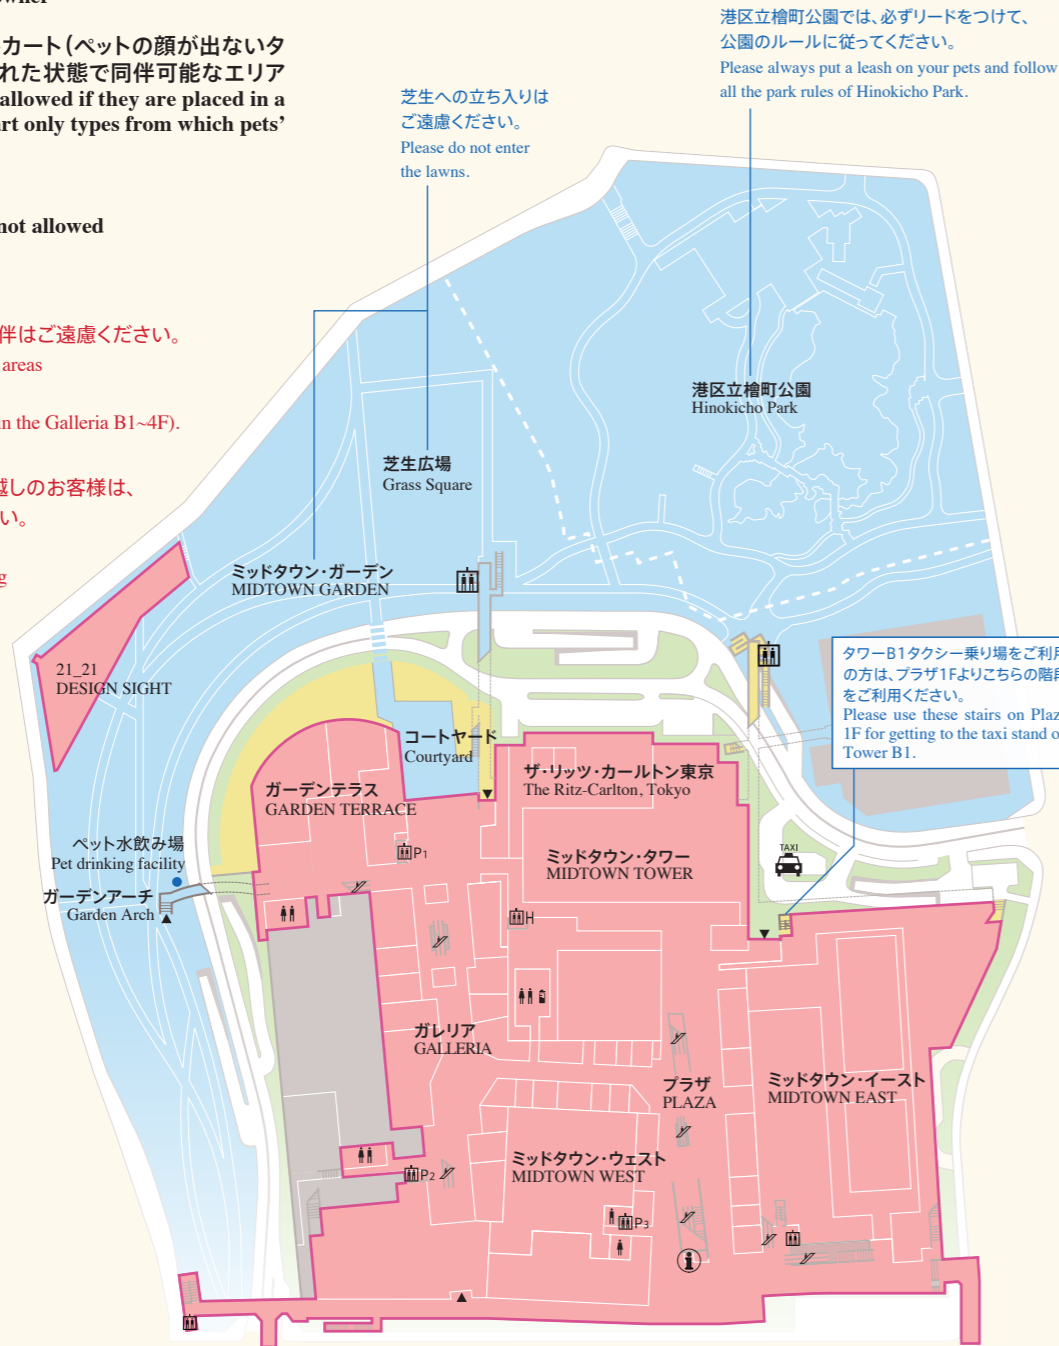 owner
カート(ペットの顔が出ないタ
れた状態で同伴可能なエリア
allowed if they are placed in a
art only types from which pets'
not allowed
伴はご遠慮ください。
areas
in the Galleria B1~4F).
越しのお客様は、
い。
g
港区立檜町公園では、必ずリードをつけて、
公園のルールに従ってください。
Please always put a leash on your pets and follow
all the park rules of Hinokicho Park.
芝生への立ち入りは
ご遠慮ください。
Please do not enter
the lawns.
港区立檜町公園
Hinokicho Park
芝生広場
Grass Square
ミッドタウン・ガーデン
MIDTOWN GARDEN
21_21
DESIGN SIGHT
タワーB1タクシー乗り場をご利用
の方は、プラザ1Fよりこちらの階段
をご利用ください。
Please use these stairs on Plaz
1F for getting to the taxi stand o
Tower B1.
コートヤード
Courtyard
ザ・リッツ・カールトン東京
The Ritz-Carlton, Tokyo
ガーデンテラス
GARDEN TERRACE
ペット水飲み場
Pet drinking facility
ガーデンアーチ
Garden Arch
P1
ミッドタウン・タワー
MIDTOWN TOWER
TAXI
H
ガレリア
GALLERIA
プラザ
PLAZA
ミッドタウン・イースト
MIDTOWN EAST
ミッドタウン・ウェスト
MIDTOWN WEST
P2
P3